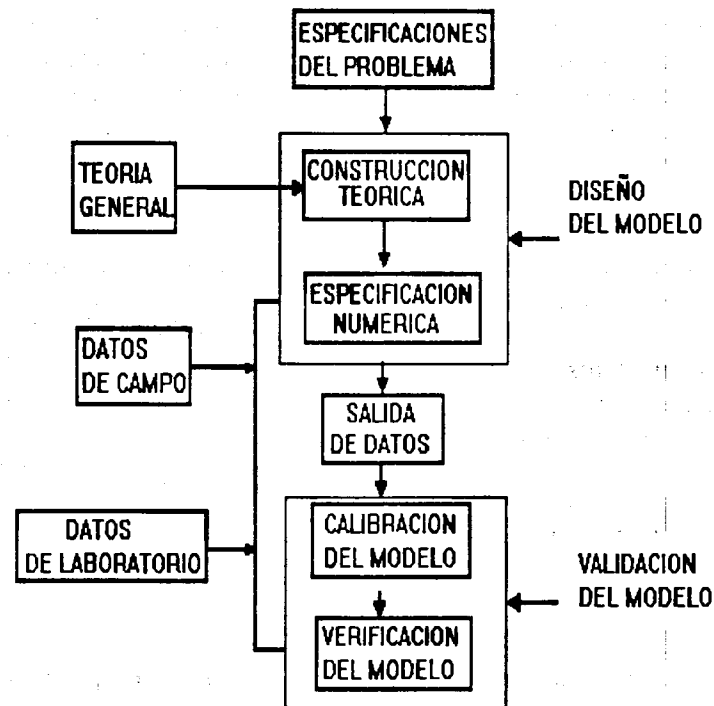 ESPECIFICACIONES
DEL PROBLEMA
TEORIA
GENERAL
CONSTRUCCION
TEORICA
DISEÑO
DEL MODELO
ESPECIFICACION
NUMERICA
DATOS
DE CAMPO
SALIDA
DE DATOS
DATOS
DE LABORATORIO
CALIBRACION
DEL MODELO
VALIDACION
DEL MODELO
VERIFICACION
DEL MODELO